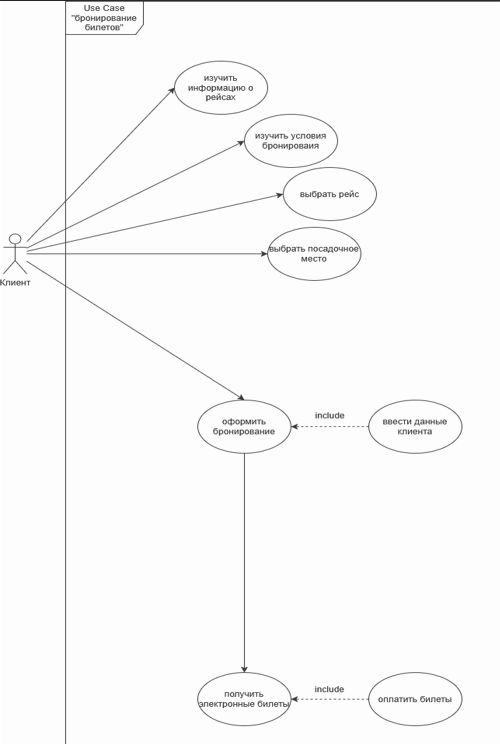 Use Case
"бронирование
билетов"
изучить
информацию о
рейсах
изучить условия
бронироваия
выбрать рейс
выбрать посадочное
место
Клиент
оформить
бронирование
include
ввести данные
клиента
получить
электронные билеты
include
оплатить билеты